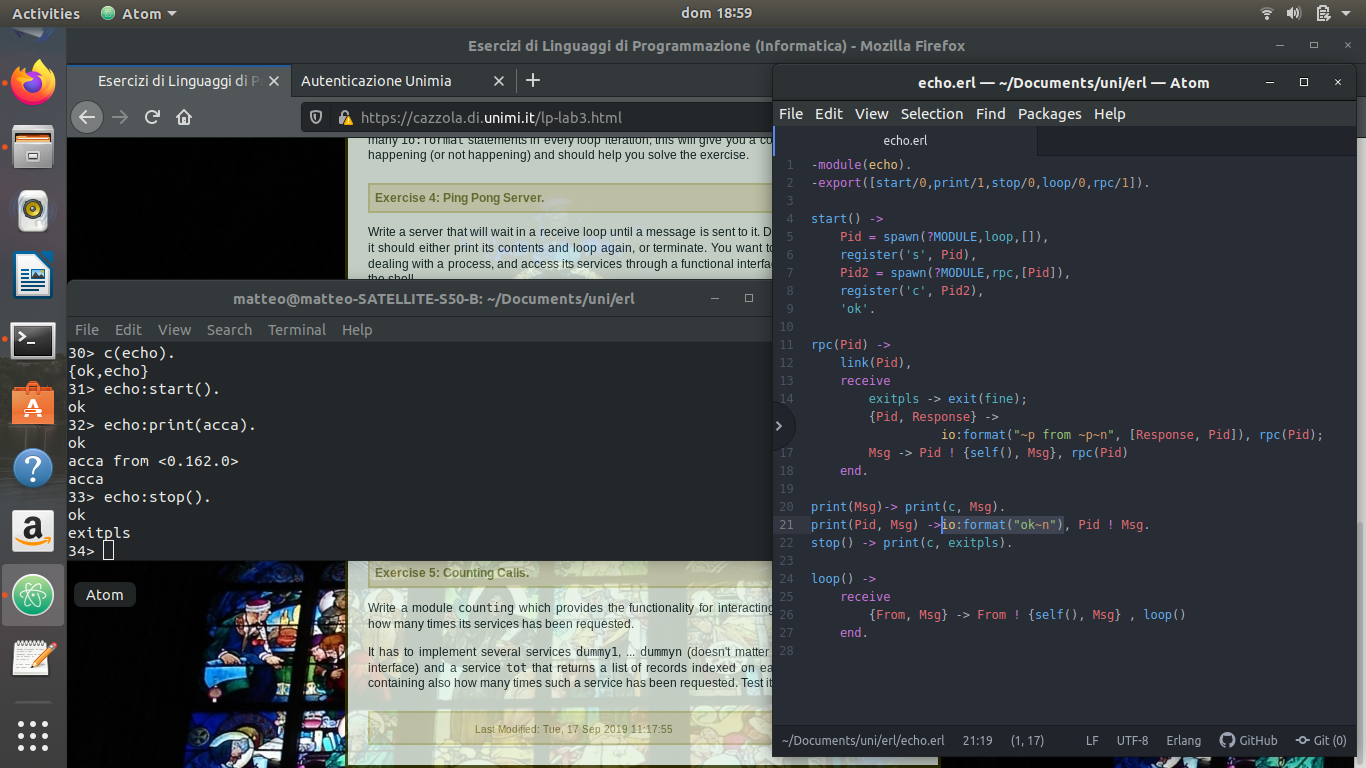 Activities
Atom
dom 18:59
Esercizi di Linguaggi di Programmazione (Informatica) - Mozilla Firefox
Esercizi di Linguaggi di P
Autenticazione Unimia
https://cazzola.di.unimi.it/lp-lab3.html
many io:format statements in every loop iteration, this will give you a co
happening (or not happening) and should help you solve the exercise.
Exercise 4: Ping Pong Server.
Write a server that will wait in a receive loop until a message is sent to it. D
it should either print its contents and loop again, or terminate. You want to
dealing with a process, and access its services through a functional interfa
the shell
matteo@matteo-SATELLITE-S50-B: ~/Documents/uni/erl
File Edit View Search Terminal Help
30> c(echo).
{ok,echo}
31> echo:start().
ok
32> echo:print(acca).
ok
acca from <0.162.0>
acca
33> echo:stop().
ok
exitpls
34>
Exercise 5: Counting Calls.
Write a module counting which provides the functionality for interacting
how many times its services has been requested.
It has to implement several services dummy1, ... dummyn (doesn't matter
interface) and a service tot that returns a list of records indexed on ea
containing also how many times such a service has been requested. Test it
Last Modified: Tue, 17 Sep 2019 11:17:55
Atom
echo.erl — ~/Documents/uni/erl — Atom
File Edit View Selection Find Packages Help
echo.erl
1 -module(echo).
2 -export([start/0,print/1,stop/0,loop/0,rpc/1]).
3
4 start() ->
5 Pid = spawn(?MODULE,loop,[]),
6 register('s', Pid),
7 Pid2 = spawn(?MODULE,rpc,[Pid]),
8 register('c', Pid2),
9 'ok'.
10
11 rpc(Pid) ->
12 link(Pid),
13 receive
14 exitpls -> exit(fine);
{Pid, Response} ->
io:format("~p from ~p~n", [Response, Pid]), rpc(Pid);
17 Msg -> Pid ! {self(), Msg}, rpc(Pid)
18 end.
19
20 print(Msg)-> print(c, Msg).
21 print(Pid, Msg) ->io:format("ok~n"), Pid ! Msg.
22 stop() -> print(c, exitpls).
23
24 loop() ->
25 receive
26 {From, Msg} -> From ! {self(), Msg} , loop()
27 end.
28
~/Documents/uni/erl/echo.erl 21:19 (1, 17) LF UTF-8 Erlang GitHub Git (0)